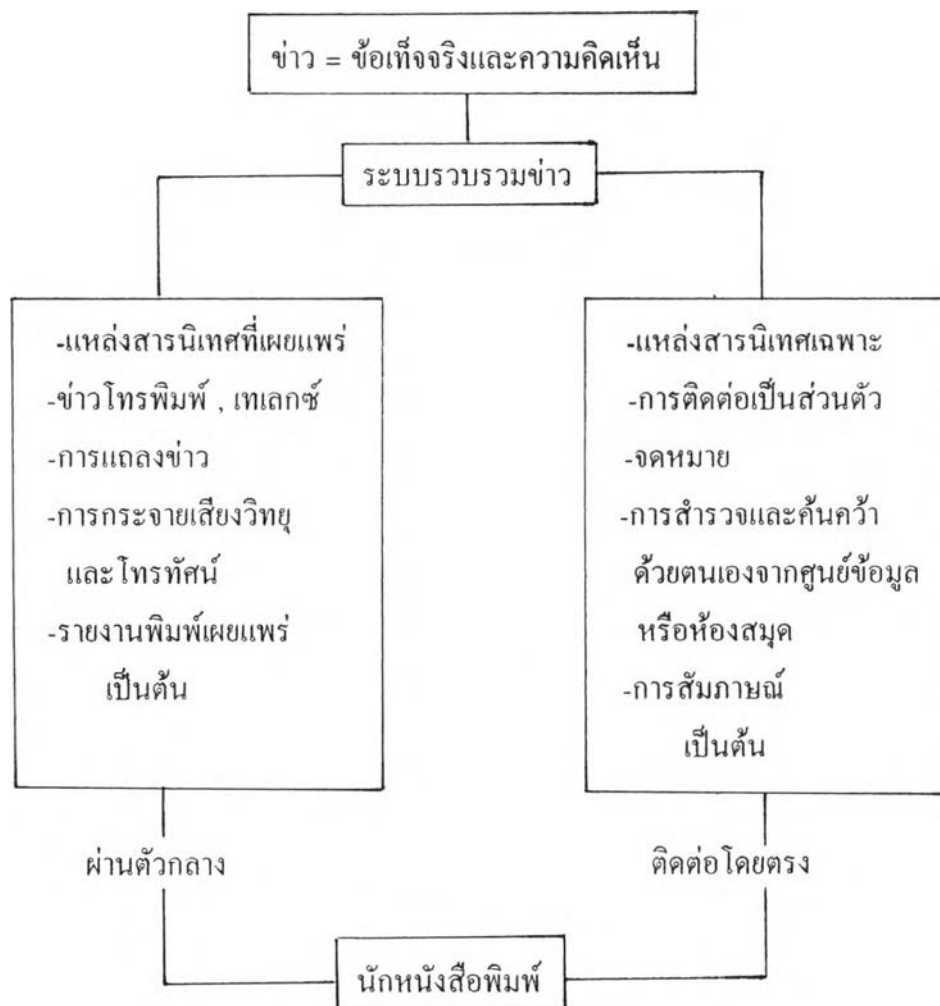 ข่าว = ข้อเท็จจริงและความคิดเห็น
ระบบรวบรวมข่าว
-แหล่งสารนิเทศที่เผยแพร่
-ข่าวโทรพิมพ์ , เทเลกซ์
-การแถลงข่าว
-การกระจายเสียงวิทยุ
และโทรทัศน์
-รายงานพิมพ์เผยแพร่
เป็นต้น
-แหล่งสารนิเทศเฉพาะ
-การติดต่อเป็นส่วนตัว
-จดหมาย
-การสำรวจและค้นคว้า
ด้วยตนเองจากศูนย์ข้อมูล
หรือห้องสมุด
-การสัมภาษณ์
เป็นต้น
ผ่านตัวกลาง
ติดต่อโดยตรง
นักหนังสือพิมพ์